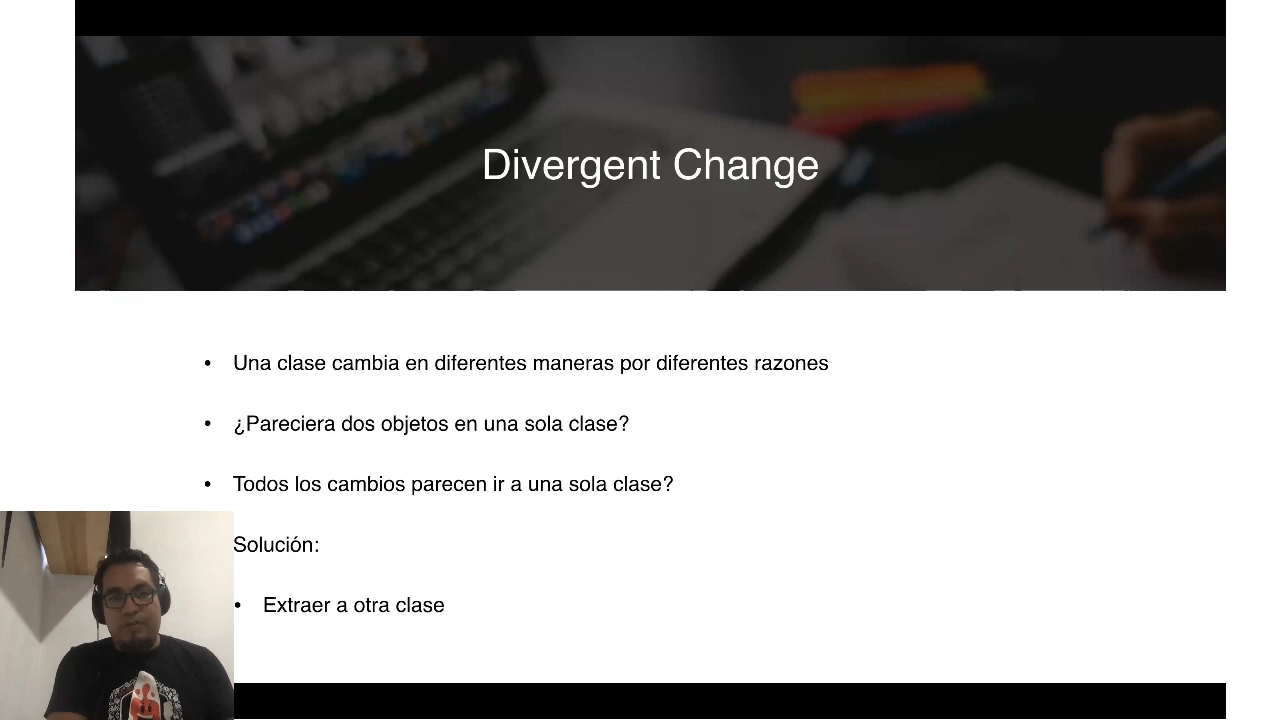 Divergent Change
• Una clase cambia en diferentes maneras por diferentes razones
• ¿Pareciera dos objetos en una sola clase?
• Todos los cambios parecen ir a una sola clase?
Solución:
• Extraer a otra clase